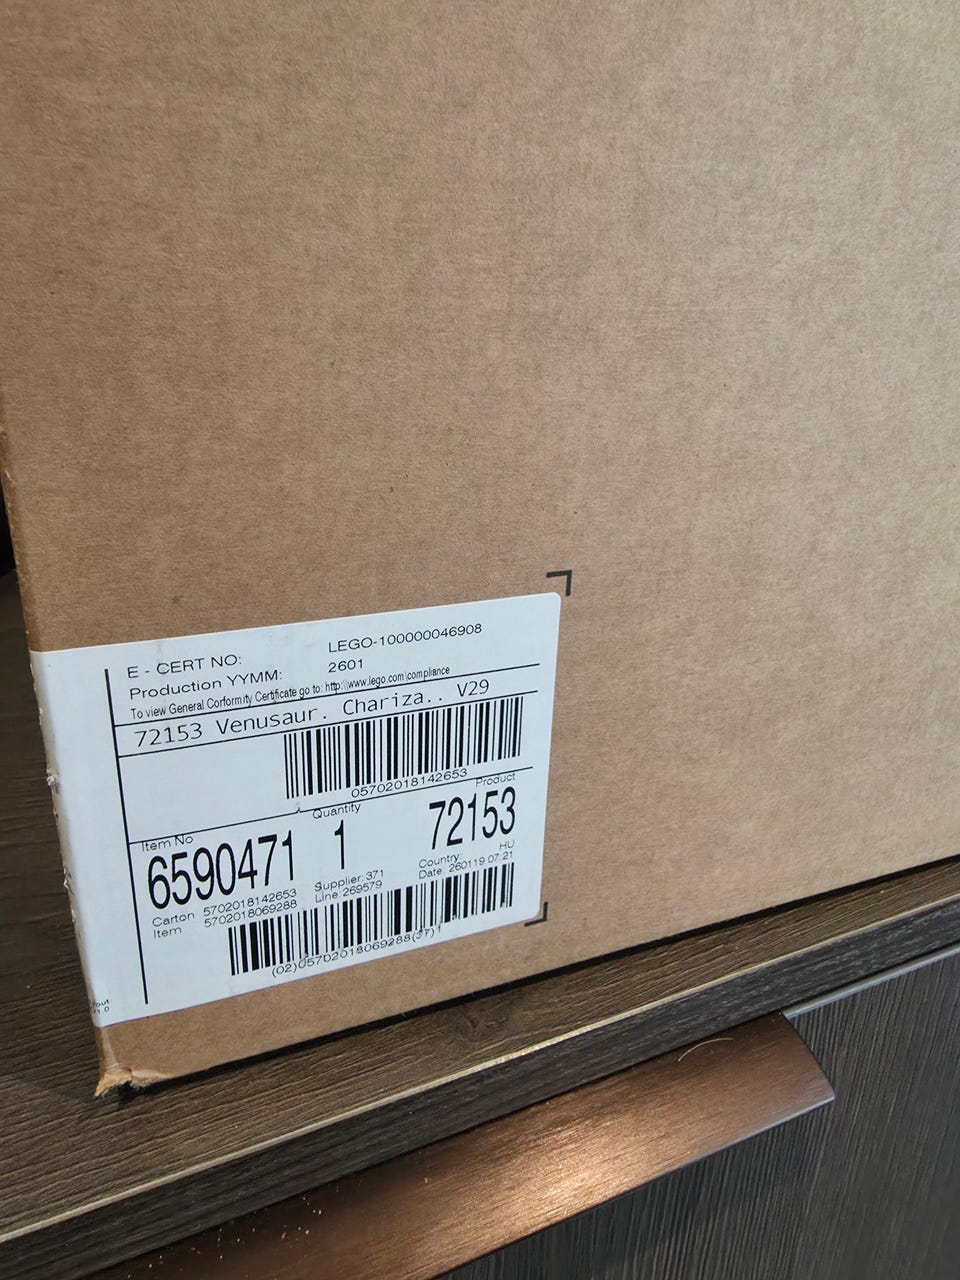 E - CERT NO: LEGO-100000046908
Production YYMM: 2601
To view General Corformity Certificate go to: http:\\www.lego.com\compliance
72153 Venusaur. Chariza.. V29
05702018142653
Item No Quantity Product
6590471 1 72153
Carton 5702018142653 Supplier: 371 Country: HU
Item 5702018069288 Line: 269579 Date: 260119 07:21
(02)05702018069288(37)1